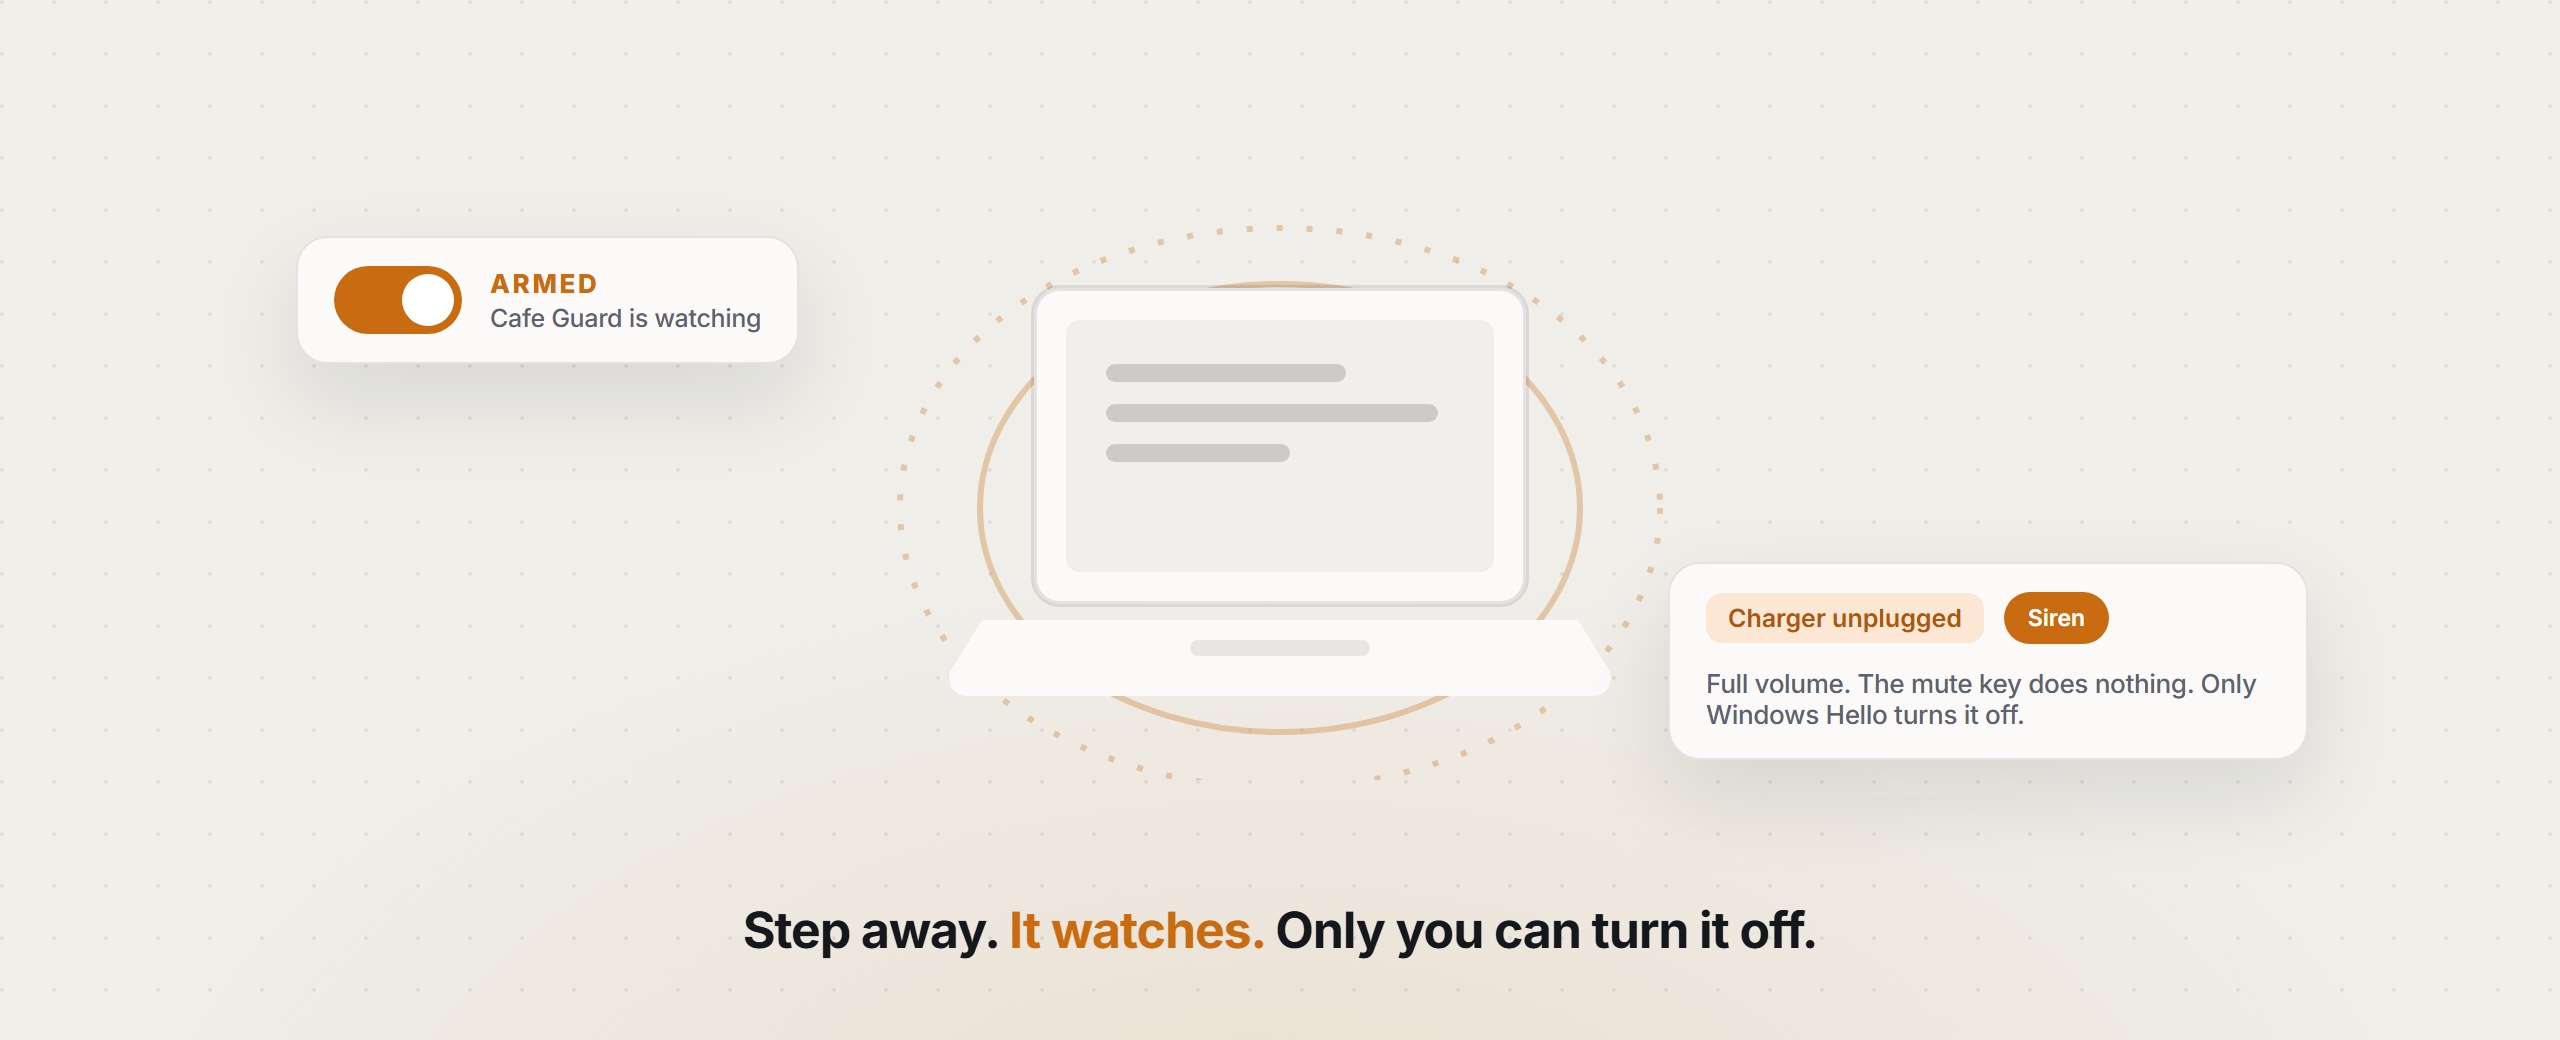 ARMED
Cafe Guard is watching
Charger unplugged
Siren
Full volume. The mute key does nothing. Only
Windows Hello turns it off.
Step away. It watches. Only you can turn it off.